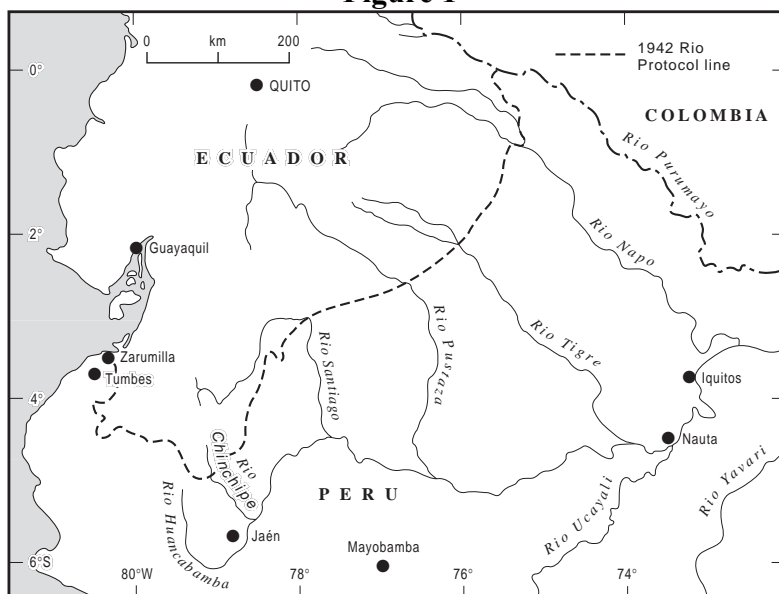 Figure 1
0 km 200
1942 Rio
Protocol line
0°
QUITO
COLOMBIA
ECUADOR
Rio Purumayo
2°
Guayaquil
Rio Napo
Zarumilla
Tumbes
Rio Santiago
Rio Pustaza
Rio Tigre
Iquitos
4°
Nauta
Rio
Chinchipe
PERU
Rio Ucayali
Rio Yavari
Rio Huancabamba
Jaén
Mayobamba
6°S
80°W
78°
76°
74°